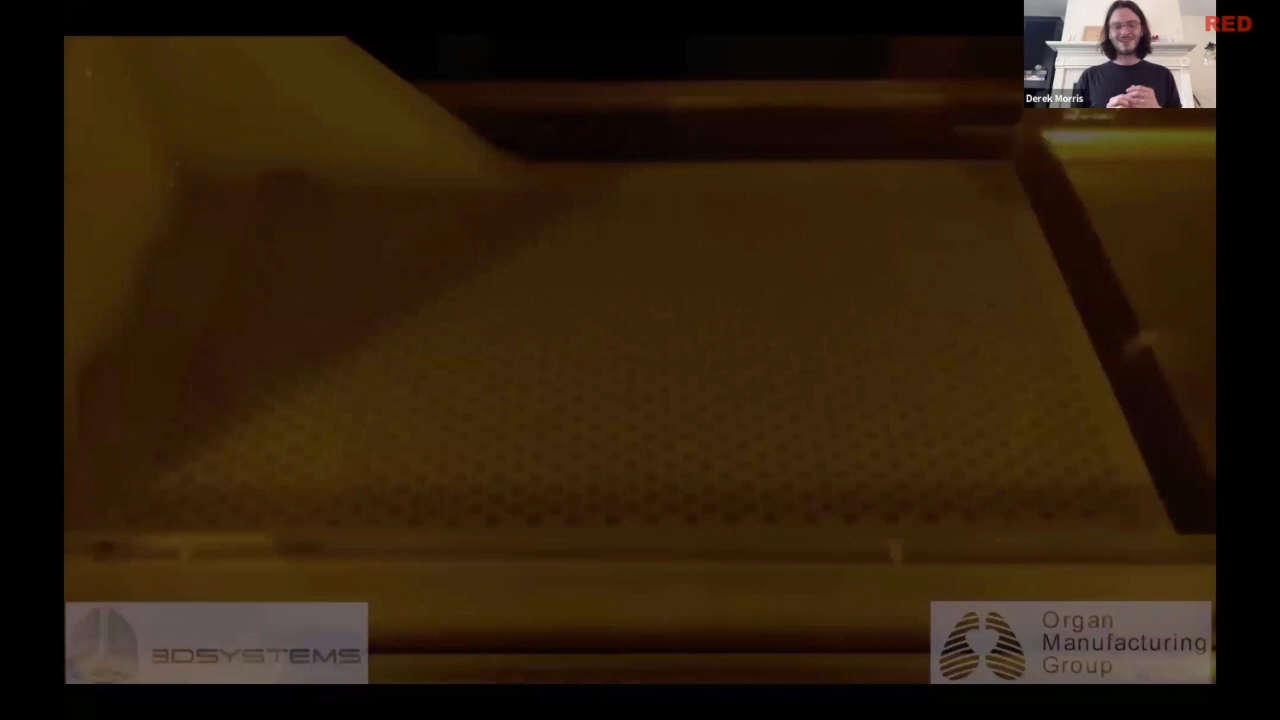 RED
Derek Morris
3DSYSTEMS
Organ
Manufacturing
Group